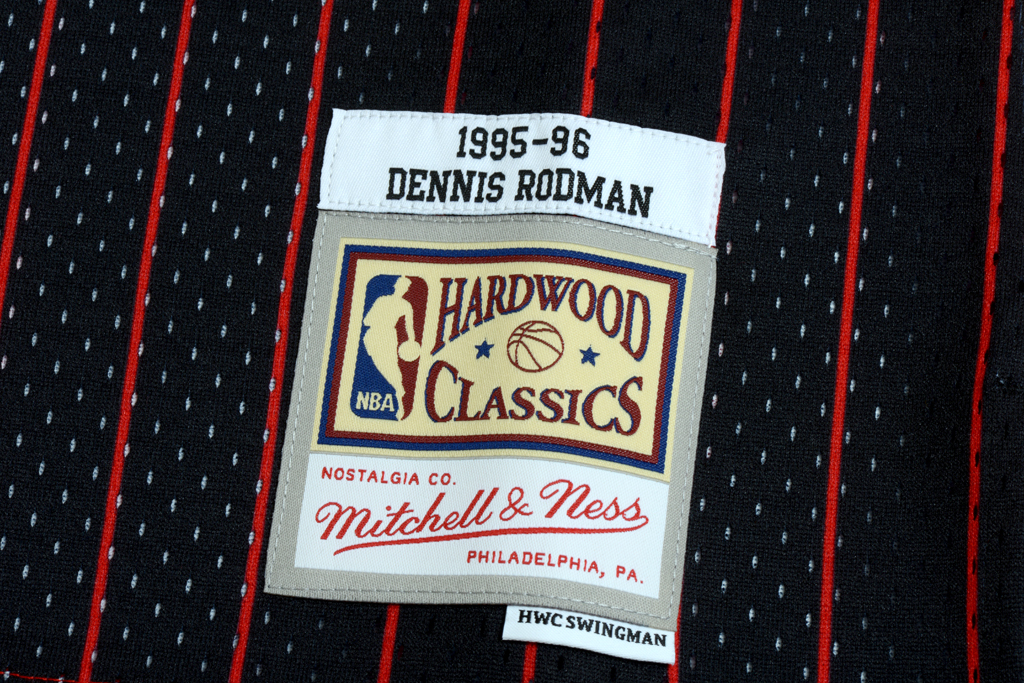 1995-96
DENNIS RODMAN
HARDWOOD
CLASSICS
NBA
NOSTALGIA CO.
Mitchell & Ness
PHILADELPHIA, PA.
HWC SWINGMAN